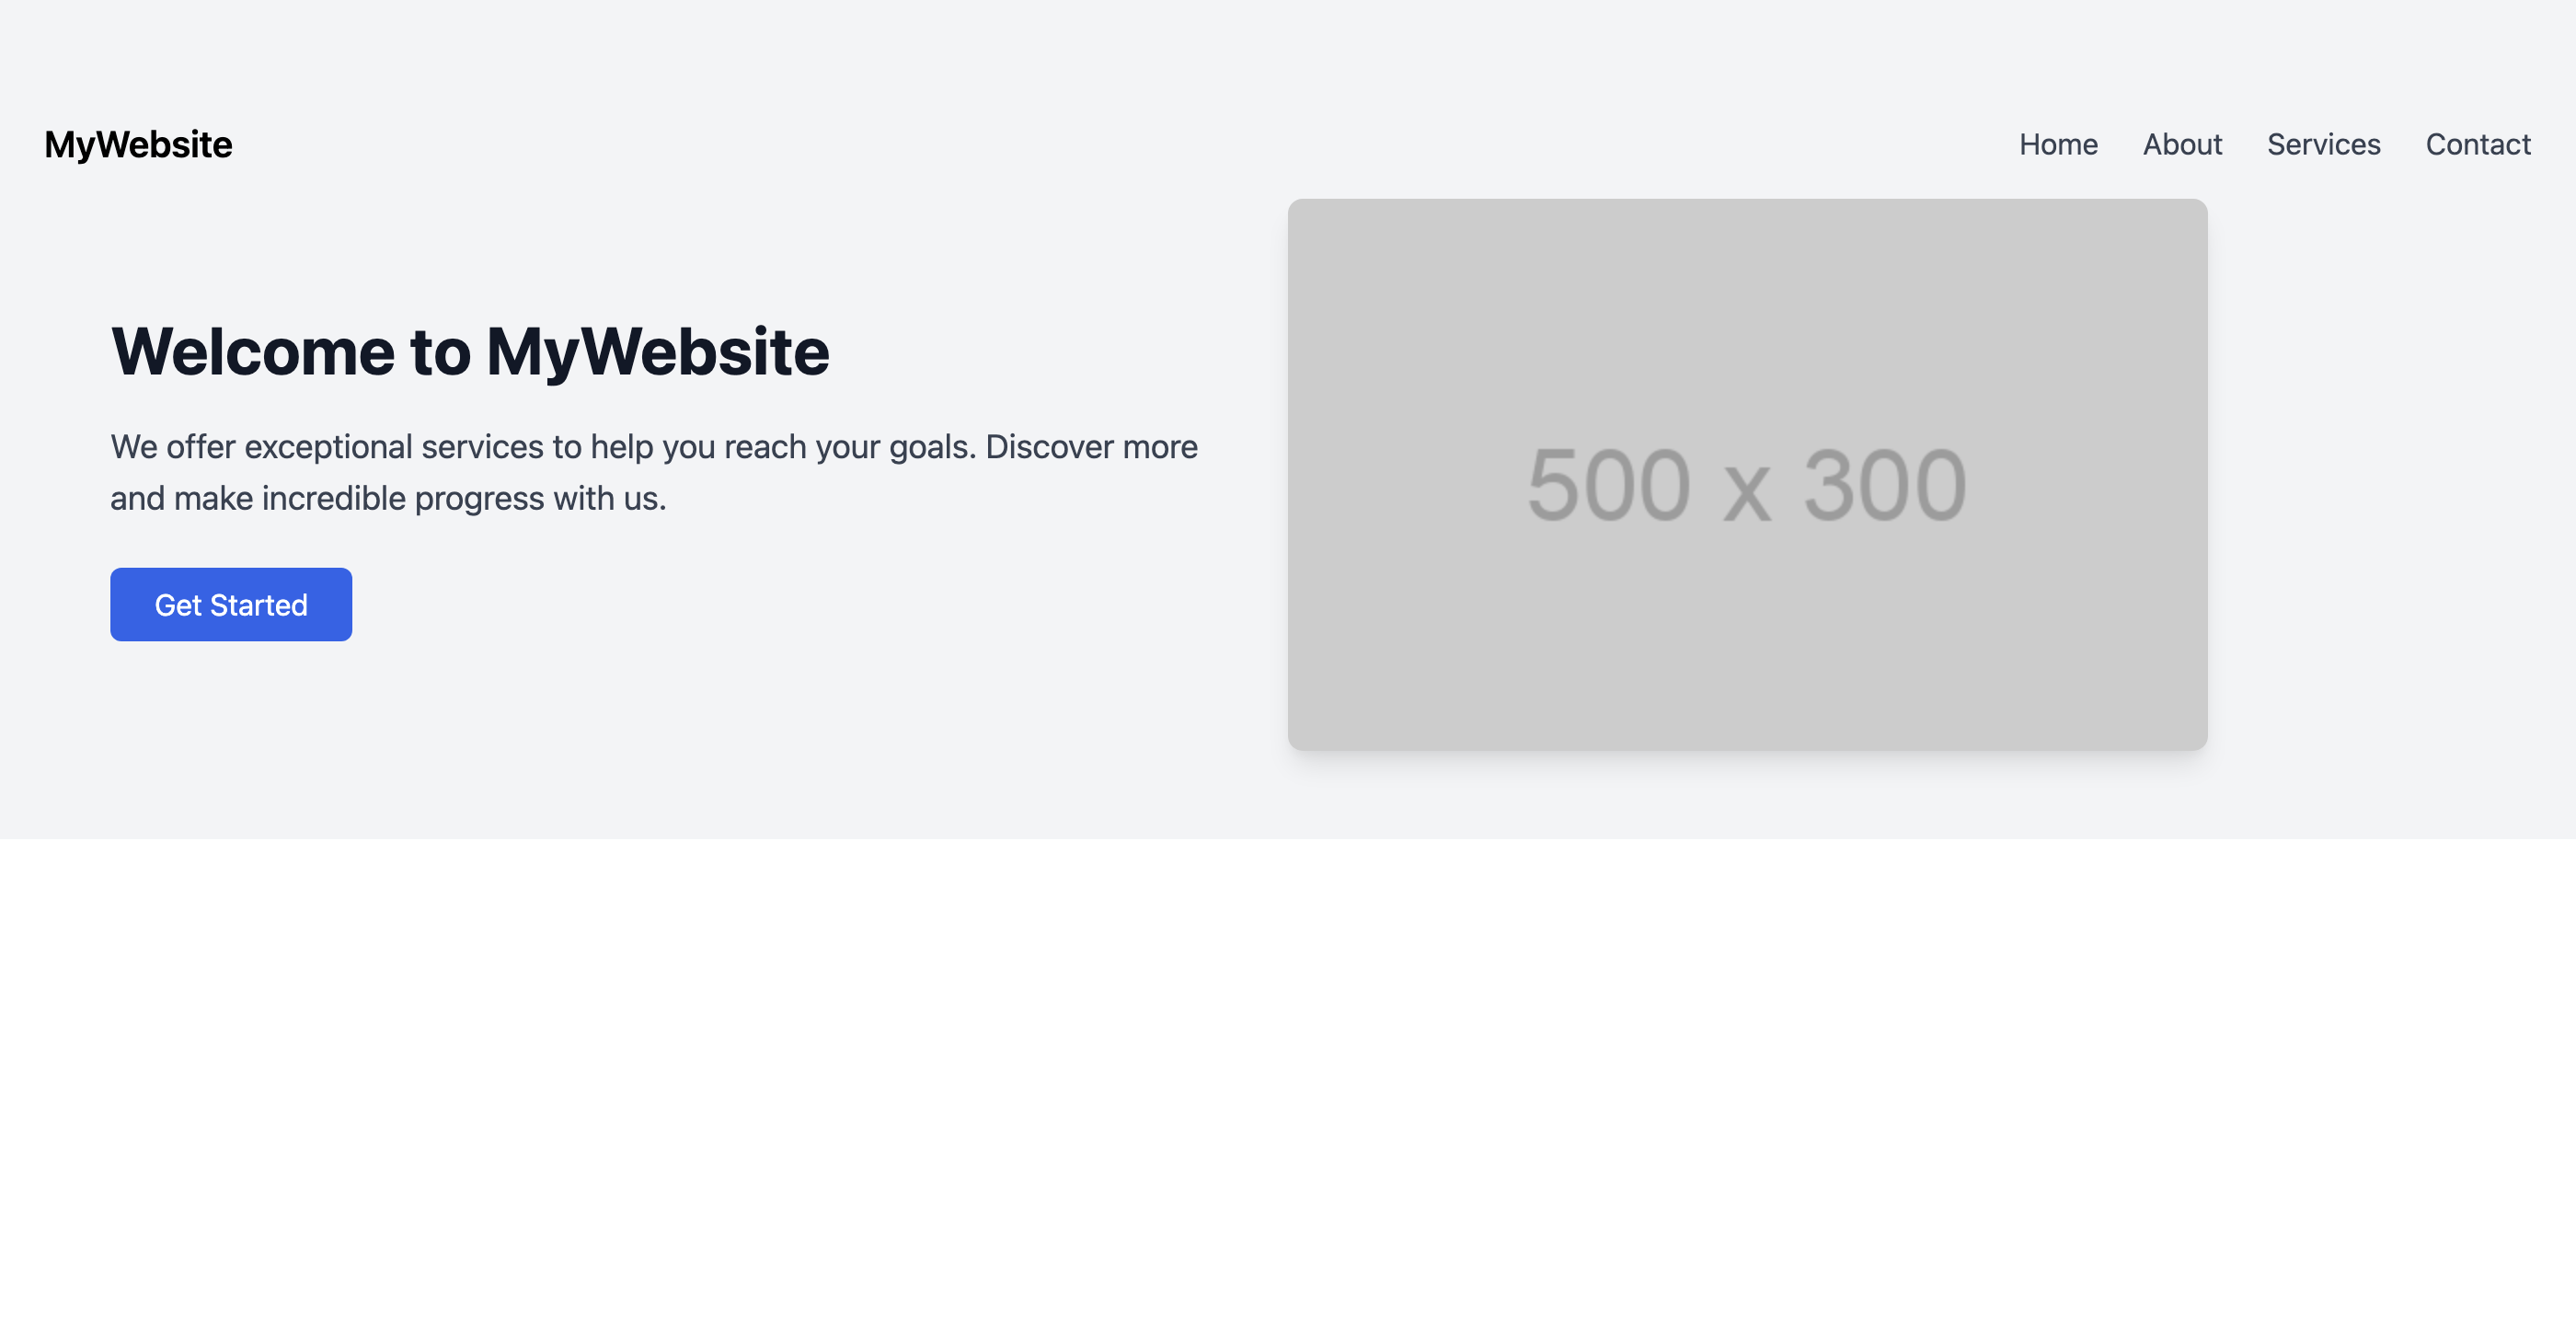 MyWebsite
Home About Services Contact
Welcome to MyWebsite
We offer exceptional services to help you reach your goals. Discover more
and make incredible progress with us.
Get Started
500 x 300